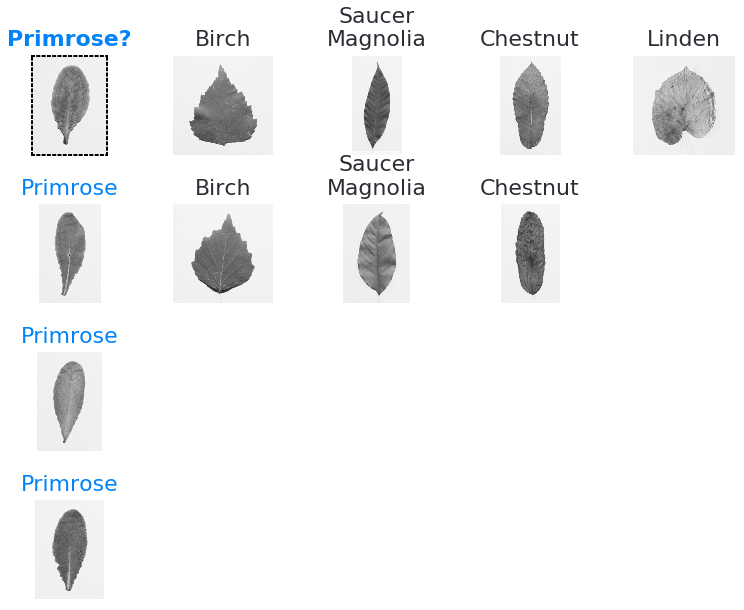 Primrose?
Birch
Saucer
Magnolia
Chestnut
Linden
Primrose
Birch
Saucer
Magnolia
Chestnut
Primrose
Primrose